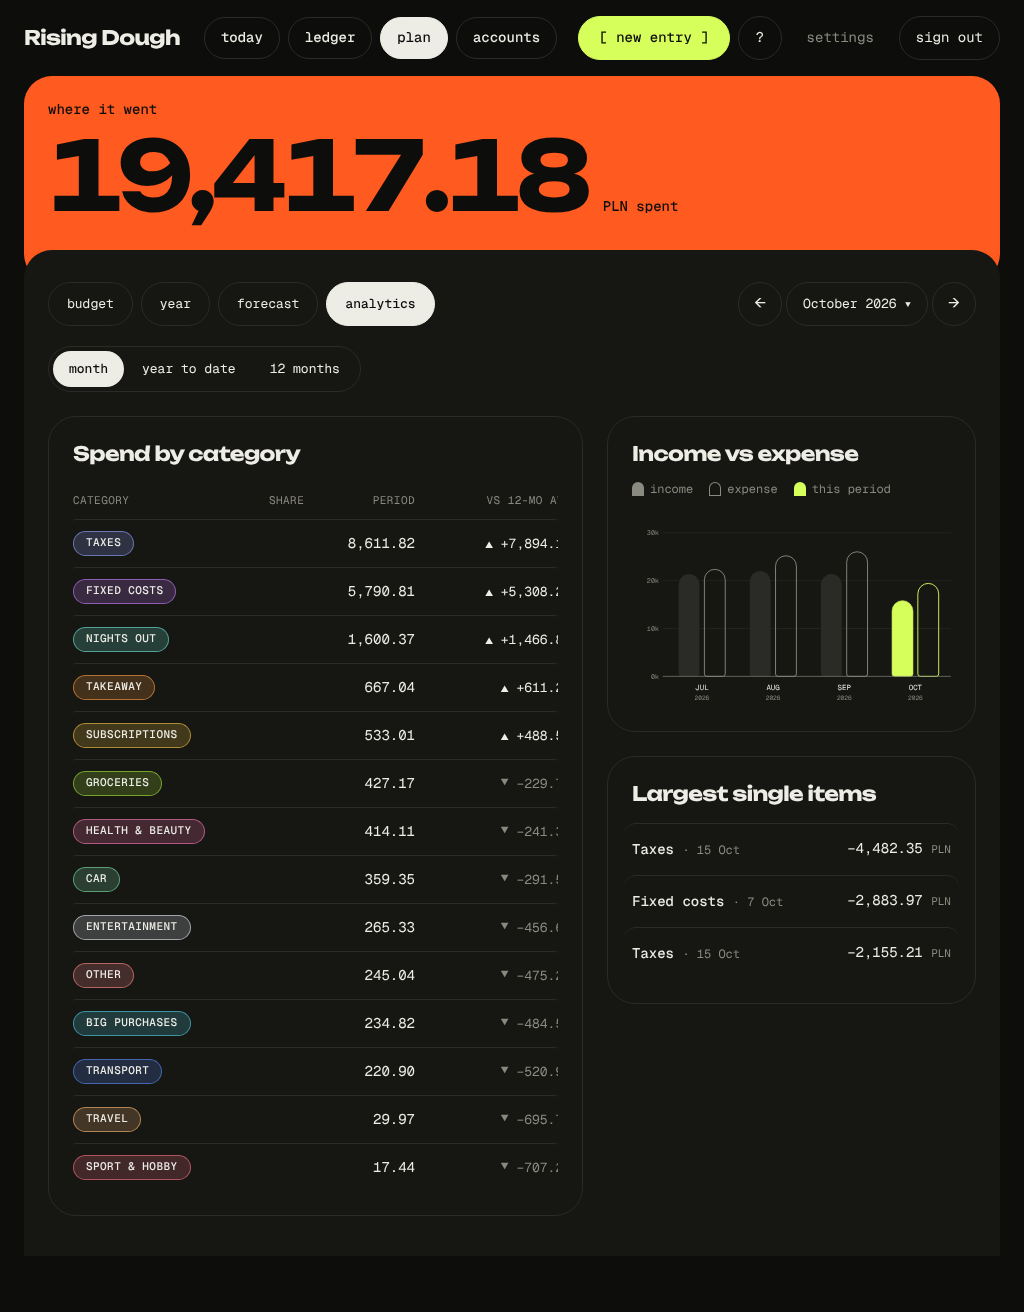 Rising Dough today ledger plan accounts [ new entry ] ? settings sign out
where it went
19,417.18 PLN spent
budget year forecast analytics ← October 2026 ▾ →
month year to date 12 months
Spend by category
CATEGORY SHARE PERIOD VS 12-MO
TAXES 8,611.82 ▲ +7,894.
FIXED COSTS 5,790.81 ▲ +5,308.
NIGHTS OUT 1,600.37 ▲ +1,466.
TAKEAWAY 667.04 ▲ +611.
SUBSCRIPTIONS 533.01 ▲ +488.
GROCERIES 427.17 ▼ −229.
HEALTH & BEAUTY 414.11 ▼ −241.
CAR 359.35 ▼ −291.
ENTERTAINMENT 265.33 ▼ −456.
OTHER 245.04 ▼ −475.
BIG PURCHASES 234.82 ▼ −484.
TRANSPORT 220.90 ▼ −520.
TRAVEL 29.97 ▼ −695.
SPORT & HOBBY 17.44 ▼ −707.
Income vs expense
income expense this period
30k
20k
10k
0k
JUL AUG SEP OCT
2026 2026 2026 2026
Largest single items
Taxes · 15 Oct −4,482.35 PLN
Fixed costs · 7 Oct −2,883.97 PLN
Taxes · 15 Oct −2,155.21 PLN